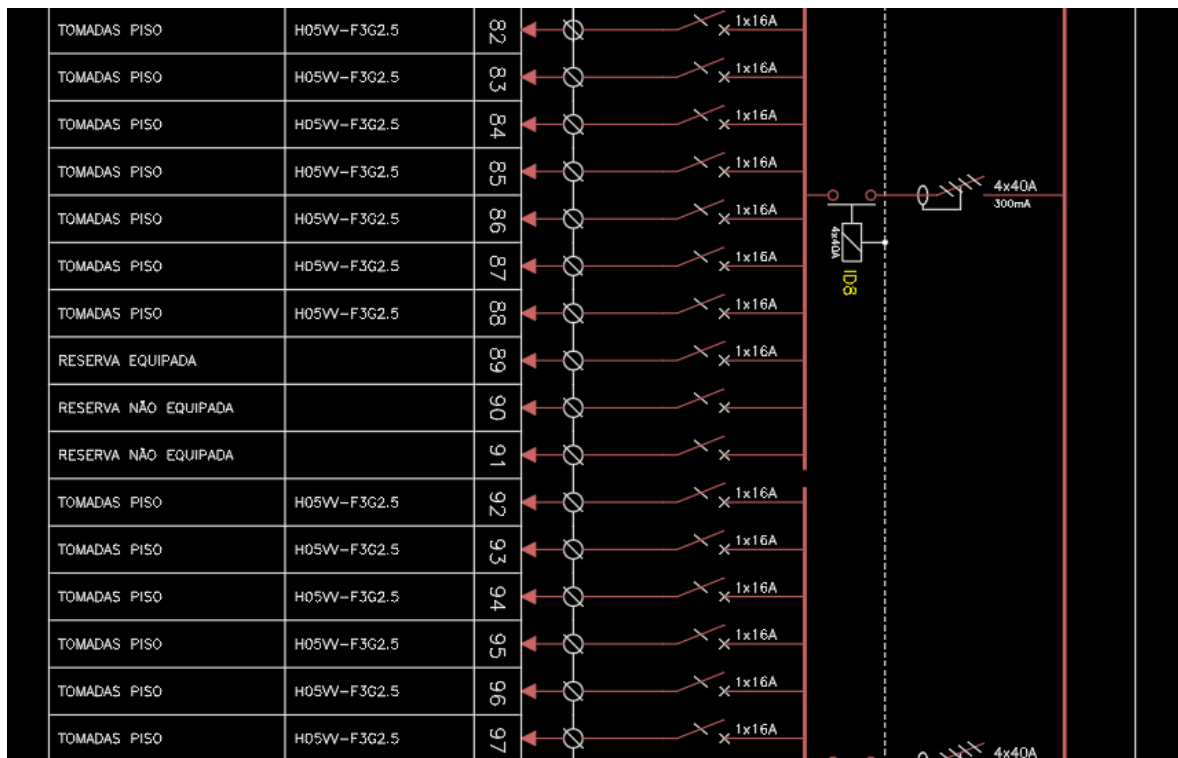 TOMADAS PISO H05VV-F3G2.5 82 1x16A
TOMADAS PISO H05VV-F3G2.5 83 1x16A
TOMADAS PISO H05VV-F3G2.5 84 1x16A
TOMADAS PISO H05VV-F3G2.5 85 1x16A
4x40A
300mA
TOMADAS PISO H05VV-F3G2.5 86 1x16A
4x40A
ID8
TOMADAS PISO H05VV-F3G2.5 87 1x16A
TOMADAS PISO H05VV-F3G2.5 88 1x16A
RESERVA EQUIPADA 89 1x16A
RESERVA NÃO EQUIPADA 90
RESERVA NÃO EQUIPADA 91
TOMADAS PISO H05VV-F3G2.5 92 1x16A
TOMADAS PISO H05VV-F3G2.5 93 1x16A
TOMADAS PISO H05VV-F3G2.5 94 1x16A
TOMADAS PISO H05VV-F3G2.5 95 1x16A
TOMADAS PISO H05VV-F3G2.5 96 1x16A
TOMADAS PISO H05VV-F3G2.5 97 1x16A
4x40A